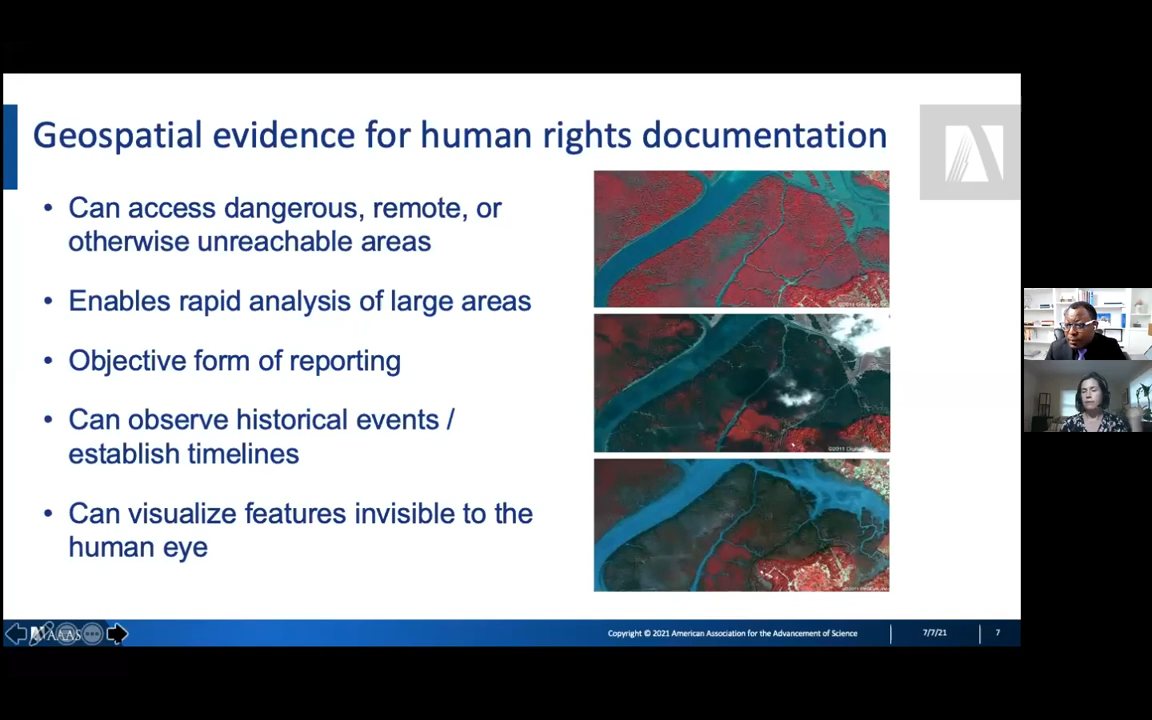 Geospatial evidence for human rights documentation
• Can access dangerous, remote, or
otherwise unreachable areas
• Enables rapid analysis of large areas
• Objective form of reporting
• Can observe historical events /
establish timelines
• Can visualize features invisible to the
human eye
AAAS
Copyright © 2021 American Association for the Advancement of Science
7/7/21
7